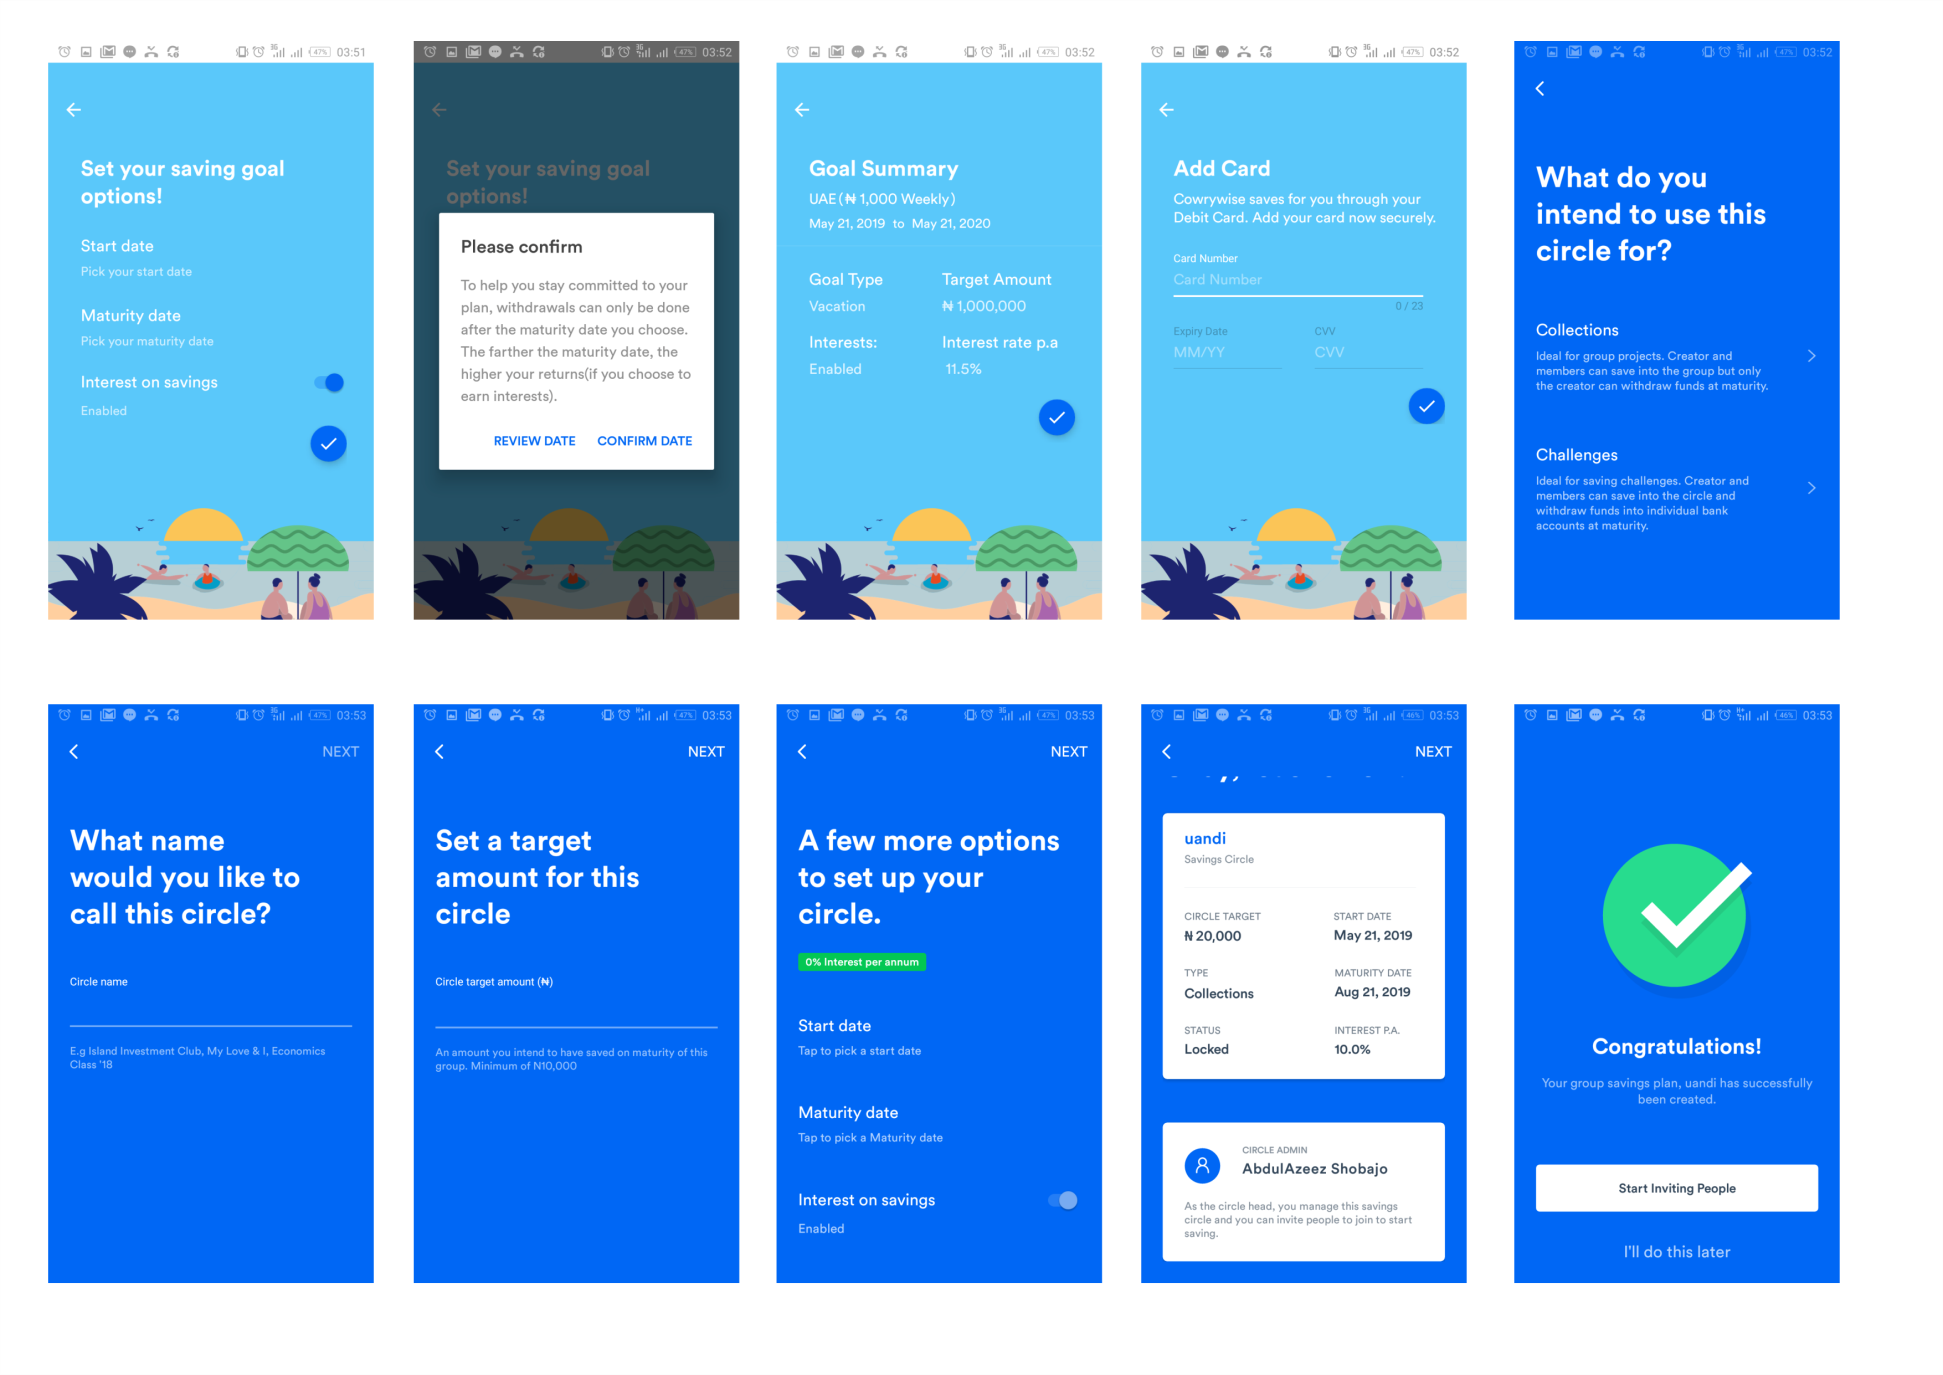 03:51
Set your saving goal
options!
Start date
Pick your start date
Maturity date
Pick your maturity date
Interest on savings
Enabled
03:52
Set your saving goal
options!
Please confirm
To help you stay committed to your
plan, withdrawals can only be done
after the maturity date you choose.
The farther the maturity date, the
higher your returns(if you choose to
earn interests).
REVIEW DATE CONFIRM DATE
03:52
Goal Summary
UAE (₦ 1,000 Weekly)
May 21, 2019 to May 21, 2020
Goal Type Target Amount
Vacation ₦ 1,000,000
Interests: Interest rate p.a
Enabled 11.5%
03:52
Add Card
Cowrywise saves for you through your
Debit Card. Add your card now securely.
Card Number
Card Number
0 / 23
Expiry Date CVV
MM/YY CVV
03:52
What do you
intend to use this
circle for?
Collections
Ideal for group projects. Creator and
members can save into the group but only
the creator can withdraw funds at maturity.
Challenges
Ideal for saving challenges. Creator and
members can save into the circle and
withdraw funds into individual bank
accounts at maturity.
03:53
NEXT
What name
would you like to
call this circle?
Circle name
E.g Island Investment Club, My Love & I, Economics
Class '18
03:53
NEXT
Set a target
amount for this
circle
Circle target amount (₦)
An amount you intend to have saved on maturity of this
group. Minimum of N10,000
03:53
NEXT
A few more options
to set up your
circle.
0% Interest per annum
Start date
Tap to pick a start date
Maturity date
Tap to pick a Maturity date
Interest on savings
Enabled
03:53
NEXT
uandi
Savings Circle
CIRCLE TARGET START DATE
₦ 20,000 May 21, 2019
TYPE MATURITY DATE
Collections Aug 21, 2019
STATUS INTEREST P.A.
Locked 10.0%
CIRCLE ADMIN
AbdulAzeez Shobajo
As the circle head, you manage this savings
circle and you can invite people to join to start
saving.
03:53
Congratulations!
Your group savings plan, uandi has successfully
been created.
Start Inviting People
I'll do this later